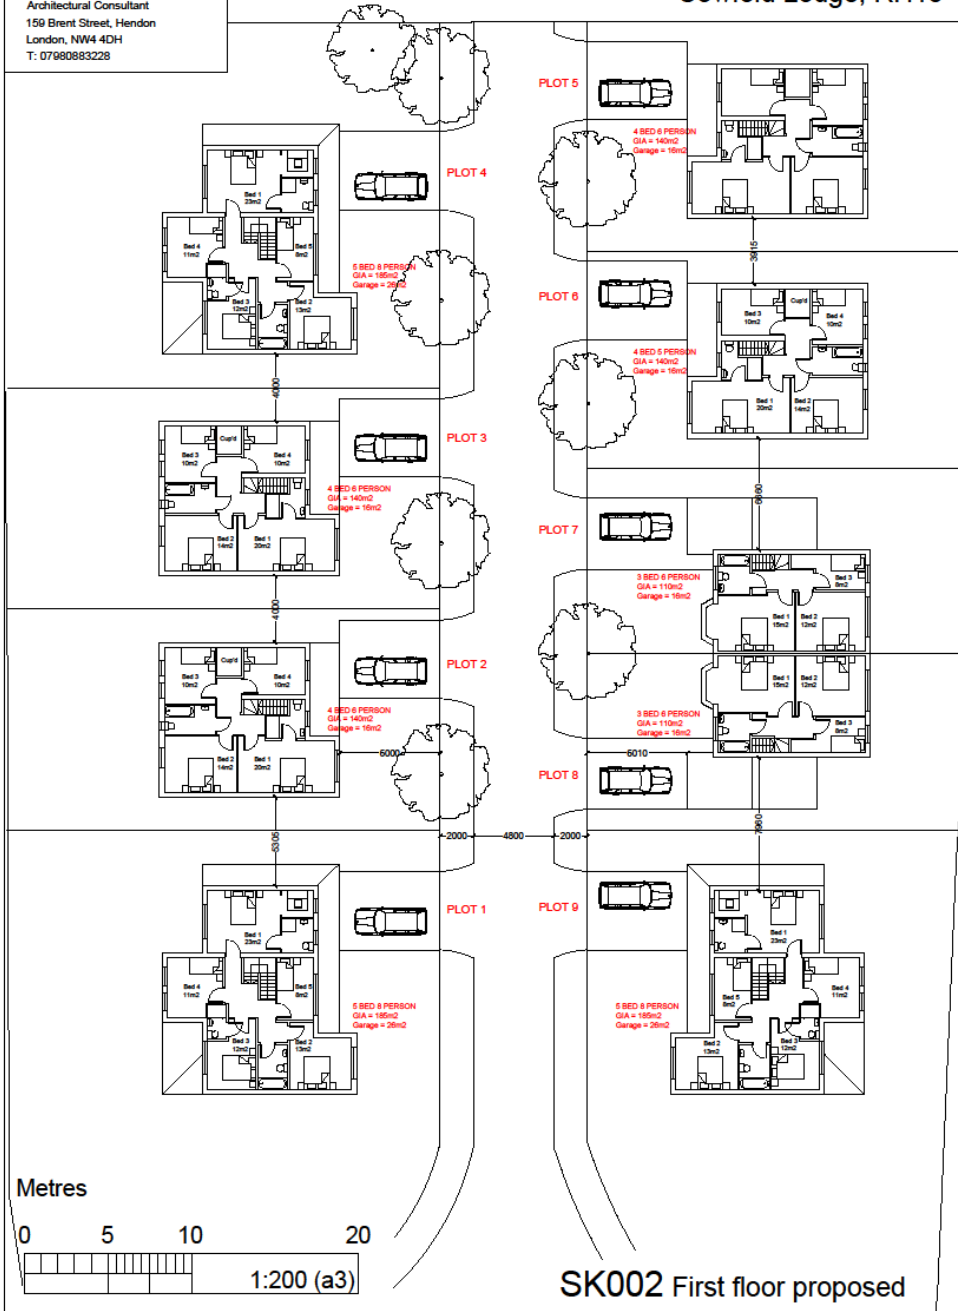 Architectural Consultant
159 Brent Street, Hendon
London, NW4 4DH
T: 07980883228
PLOT 5
4 BED 6 PERSON
GIA = 140m2
Garage = 16m2
3915
PLOT 4
Bed 1
23m2
Bed 4
11m2
Bed 5
8m2
Bed 3
12m2
Bed 2
13m2
5 BED 8 PERSON
GIA = 185m2
Garage = 26m2
4000
PLOT 6
4 BED 5 PERSON
GIA = 140m2
Garage = 16m2
Bed 3
10m2
Cup'd
Bed 4
10m2
Bed 1
20m2
Bed 2
14m2
6860
PLOT 3
Bed 3
10m2
Cup'd
Bed 4
10m2
Bed 2
14m2
Bed 1
20m2
4 BED 6 PERSON
GIA = 140m2
Garage = 16m2
4000
PLOT 7
3 BED 6 PERSON
GIA = 110m2
Garage = 16m2
Bed 3
8m2
Bed 1
15m2
Bed 2
12m2
PLOT 2
Bed 3
10m2
Cup'd
Bed 4
10m2
Bed 2
14m2
Bed 1
20m2
4 BED 6 PERSON
GIA = 140m2
Garage = 16m2
6000
5305
Bed 1
15m2
Bed 2
12m2
Bed 3
8m2
3 BED 6 PERSON
GIA = 110m2
Garage = 16m2
6010
PLOT 8
7960
2000 4800 2000
PLOT 1
Bed 1
23m2
Bed 4
11m2
Bed 5
8m2
Bed 3
12m2
Bed 2
13m2
5 BED 8 PERSON
GIA = 185m2
Garage = 26m2
PLOT 9
Bed 1
23m2
Bed 5
8m2
Bed 4
11m2
Bed 2
13m2
Bed 3
12m2
5 BED 8 PERSON
GIA = 185m2
Garage = 26m2
Metres
0 5 10 20
1:200 (a3)
SK002 First floor proposed